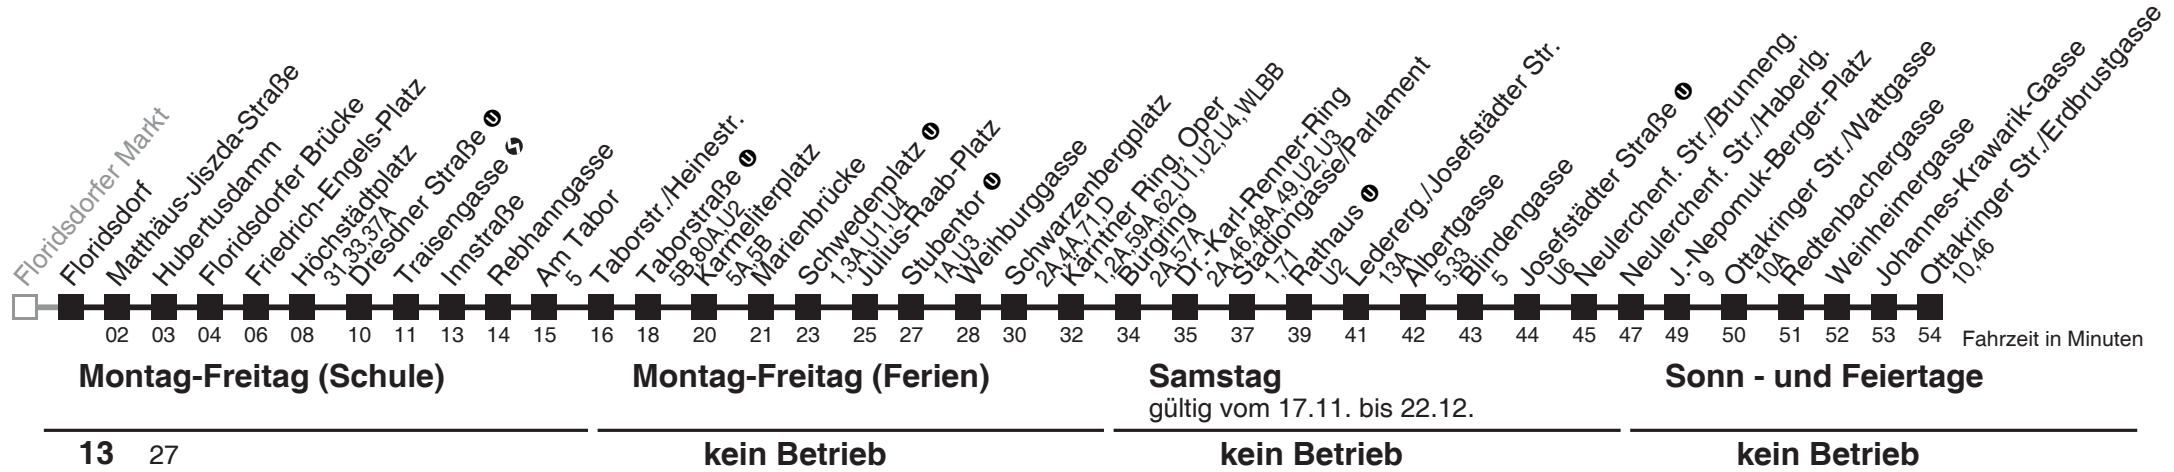 Floridsdorfer Markt
Floridsdorf
Matthäus-Jiszda-Straße
Hubertusdamm
Floridsdorfer Brücke
Friedrich-Engels-Platz
Höchstädtplatz
31,33,37A
Dresdner Straße U
Traisengasse
Innstraße
Rebhanngasse
Am Tabor
5
Taborstr./Heinestr.
Taborstraße U
5B,80A,U2
Karmeliterplatz
5A,5B
Marienbrücke
Schwedenplatz U
1,3A,U1,U4
Julius-Raab-Platz
Stubentor U
1A,U3
Weihburggasse
Schwarzenbergplatz
2A,4A,71,D
Kärntner Ring, Oper
1,2A,59A,62,U1,U2,U4,WLBB
Burgring
2A,57A
Dr.-Karl-Renner-Ring
2A,46,48A,49,U2,U3
Stadiongasse/Parlament
1,71
Rathaus U
U2
Ledererg./Josefstädter Str.
13A
Albertgasse
5,33
Blindengasse
5
Josefstädter Straße U
U6
Neulerchenf. Str./Brunneng.
Neulerchenf. Str./Haberlg.
J.-Nepomuk-Berger-Platz
9
Ottakringer Str./Wattgasse
10A
Redtenbachergasse
Weinheimergasse
Johannes-Krawarik-Gasse
Ottakringer Str./Erdbrustgasse
10,46
02 03 04 06 08 10 11 13 14 15 16 18 20 21 23 25 27 28 30 32 34 35 37 39 41 42 43 44 45 47 49 50 51 52 53 54 Fahrzeit in Minuten
Montag-Freitag (Schule) Montag-Freitag (Ferien) Samstag Sonn - und Feiertage
gültig vom 17.11. bis 22.12.
13 27 kein Betrieb kein Betrieb kein Betrieb